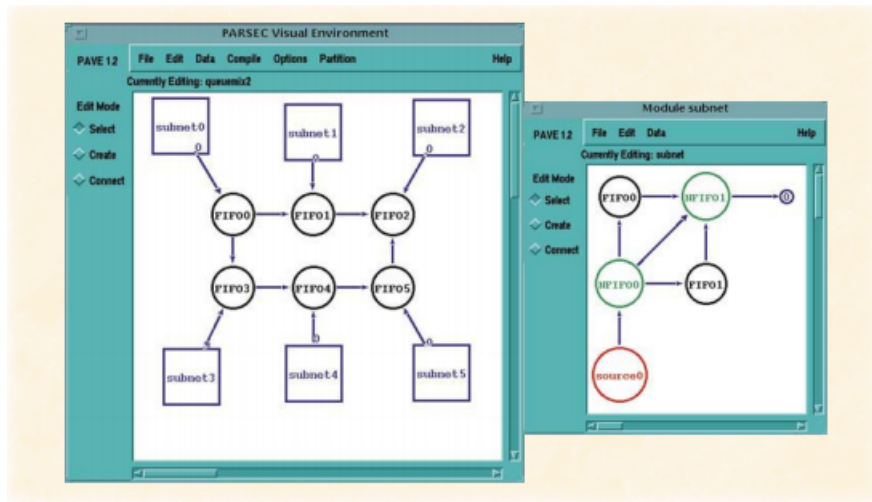 PARSEC Visual Environment
PAVE 1.2
File Edit Data Compile Options Partition Help
Currently Editing: queuemix2
Edit Mode
Select
Create
Connect
subnet0
0
subnet1
0
subnet2
0
FIFO0
FIFO1
FIFO2
FIFO3
FIFO4
FIFO5
subnet3
subnet4
0
subnet5
0
Module subnet
PAVE 1.2
File Edit Data Help
Currently Editing: subnet
Edit Mode
Select
Create
Connect
FIFO0
NFIFO1
0
NFIFO0
FIFO1
source0